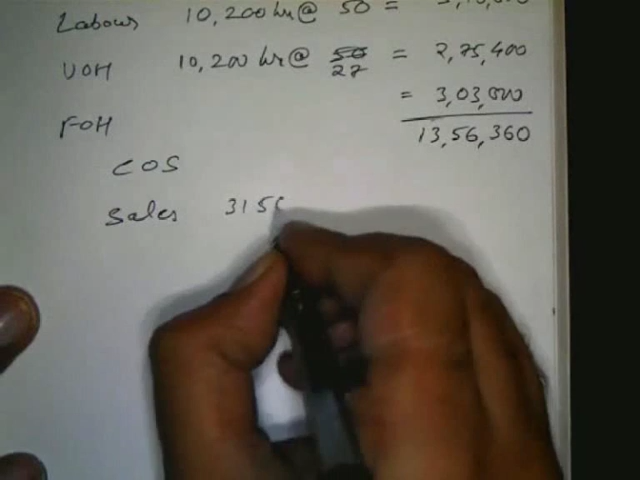 Labour 10,200 hr @ 50 =
VOH 10,200 hr @ 50 27 = 2,75,400
FOH = 3,03,000
13,56,360
COS
Sales 315